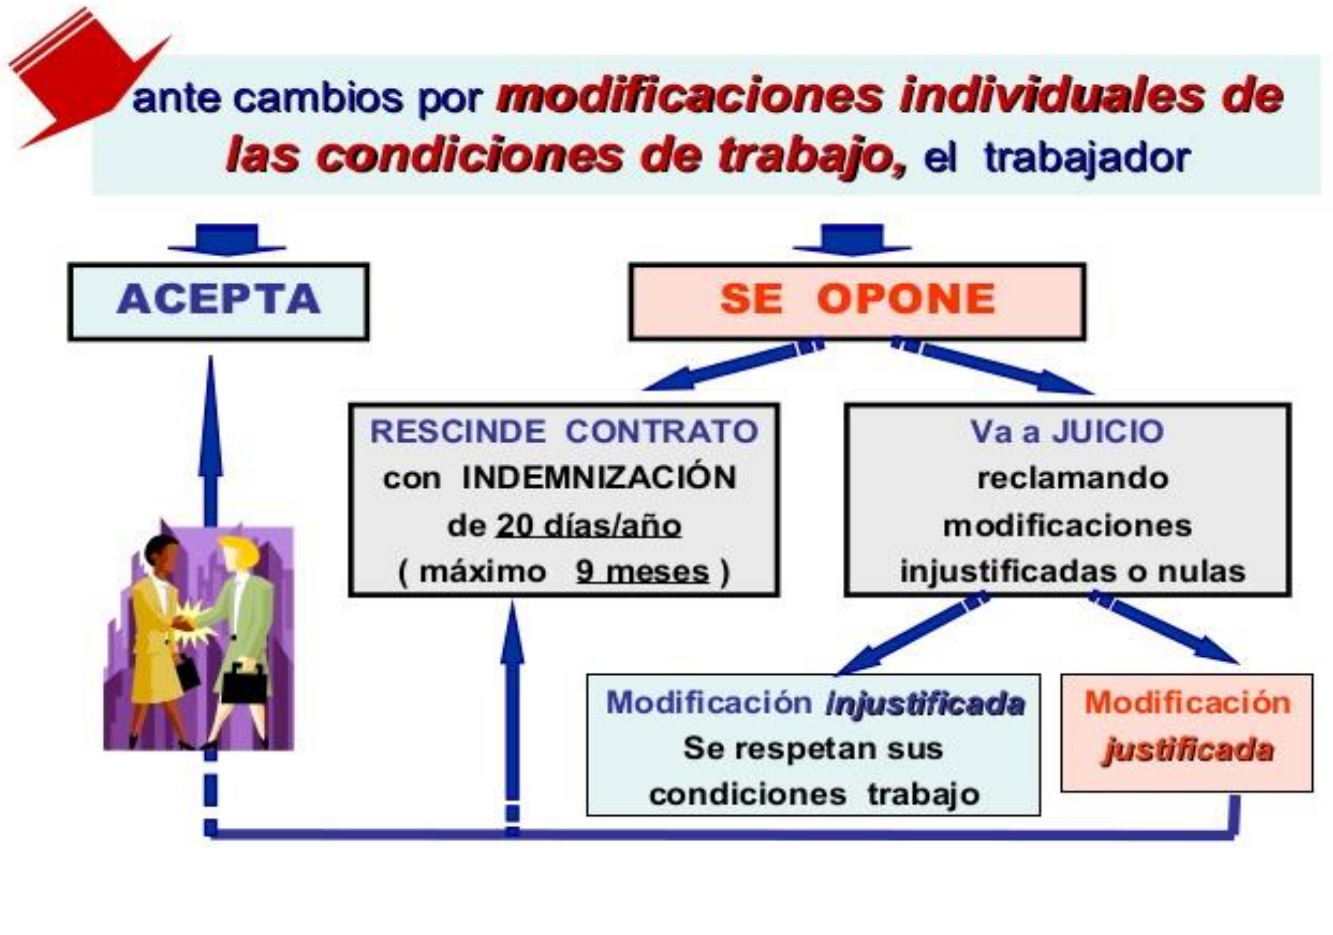 ante cambios por modificaciones individuales de
las condiciones de trabajo, el trabajador
ACEPTA
SE OPONE
RESCINDE CONTRATO
con INDEMNIZACIÓN
de 20 días/año
( máximo 9 meses )
Va a JUICIO
reclamando
modificaciones
injustificadas o nulas
Modificación injustificada
Se respetan sus
condiciones trabajo
Modificación
justificada